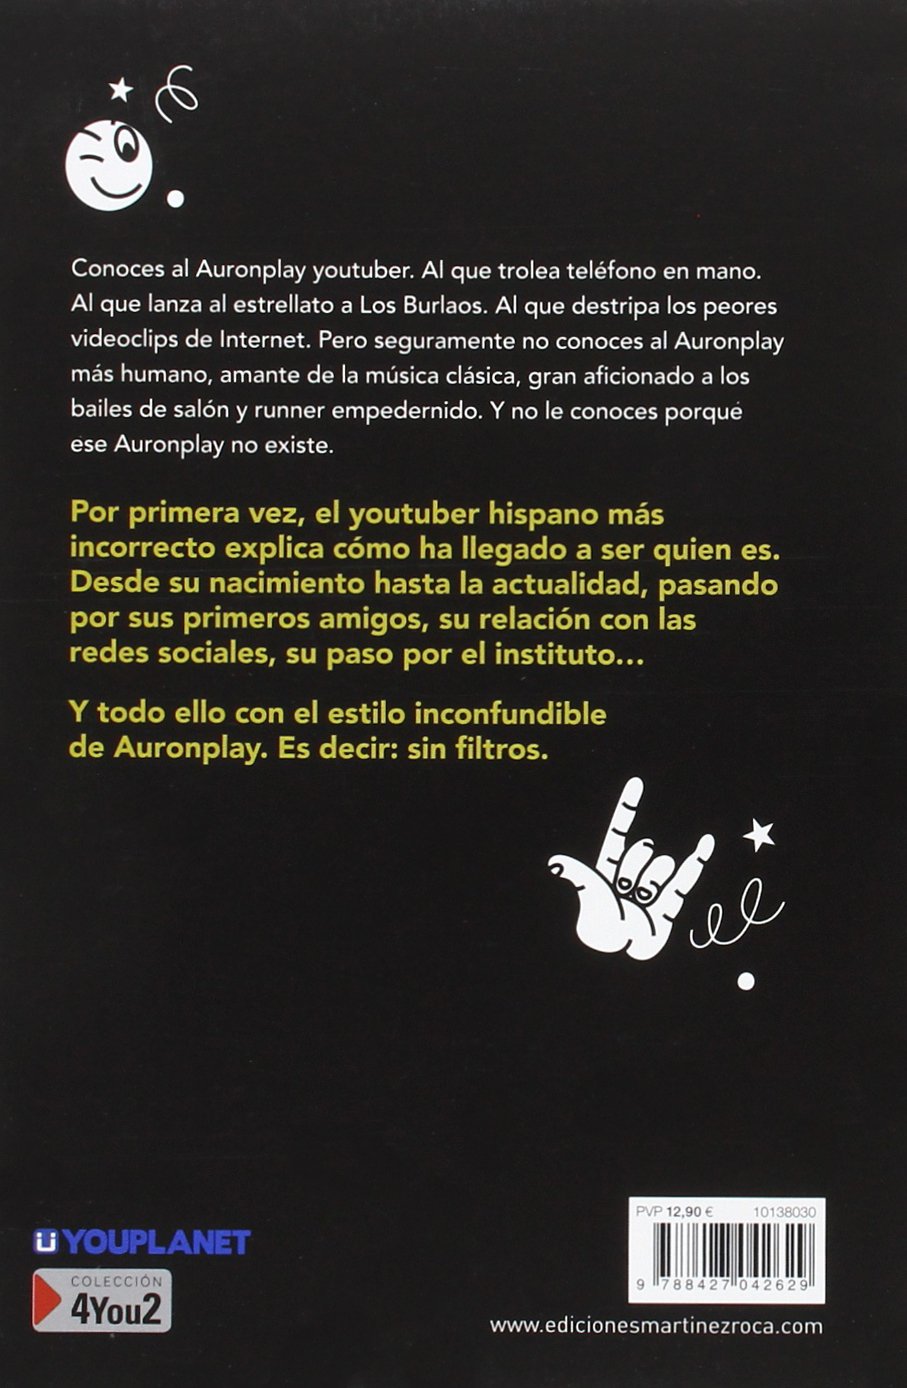 Conoces al Auronplay youtuber. Al que trolea teléfono en mano.
Al que lanza al estrellato a Los Burlaos. Al que destripa los peores
videoclips de Internet. Pero seguramente no conoces al Auronplay
más humano, amante de la música clásica, gran aficionado a los
bailes de salón y runner empedernido. Y no le conoces porque
ese Auronplay no existe.
Por primera vez, el youtuber hispano más
incorrecto explica cómo ha llegado a ser quien es.
Desde su nacimiento hasta la actualidad, pasando
por sus primeros amigos, su relación con las
redes sociales, su paso por el instituto...
Y todo ello con el estilo inconfundible
de Auronplay. Es decir: sin filtros.
U YOUPLANET
COLECCIÓN
4You2
PVP 12,90 € 10138030
9 788427 042629
www.edicionesmartinezroca.com